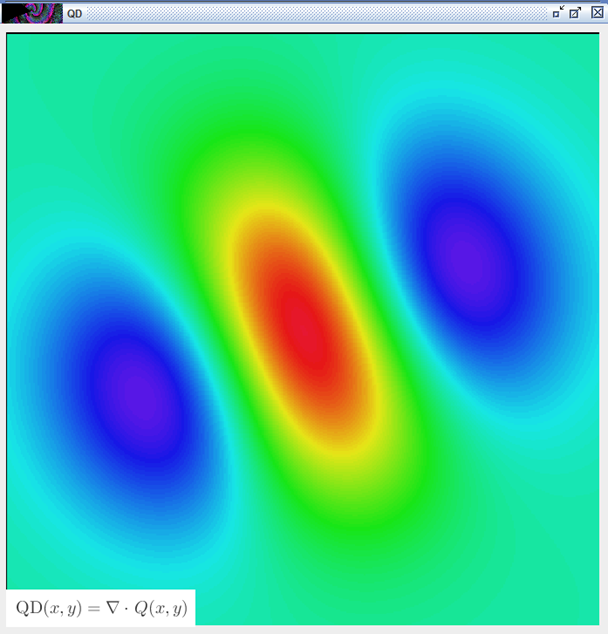 QD
QD(x, y) = ∇ · Q(x, y)